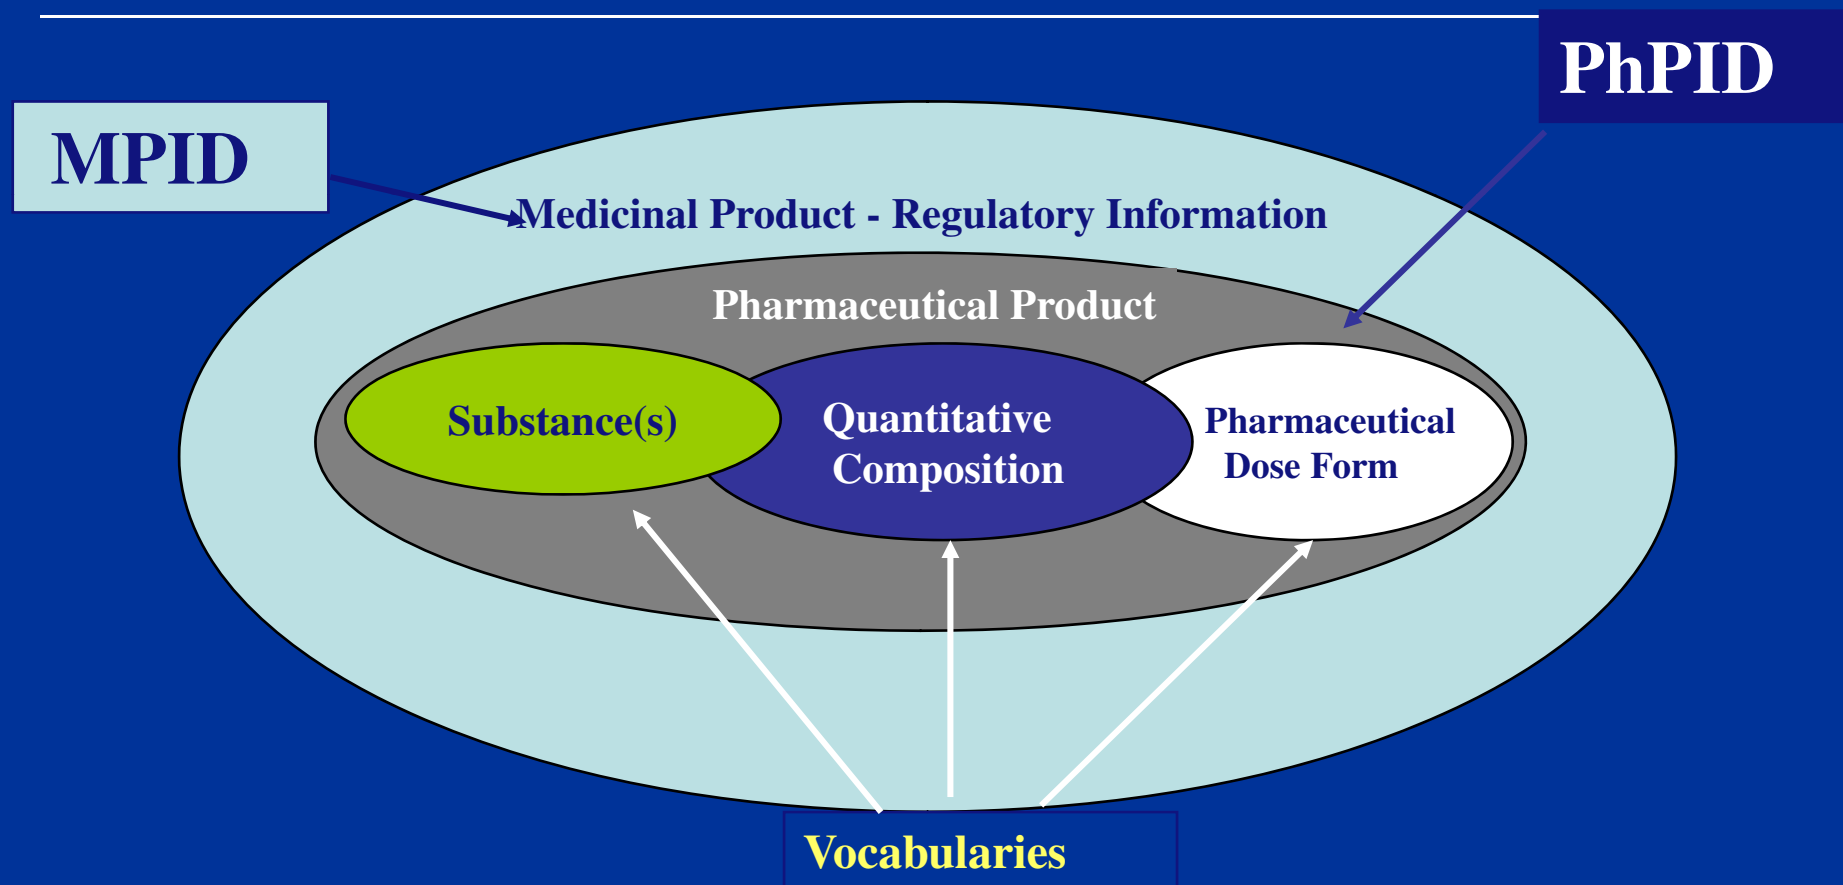 PhPID
MPID
Medicinal Product - Regulatory Information
Pharmaceutical Product
Substance(s)
Quantitative
Composition
Pharmaceutical
Dose Form
Vocabularies